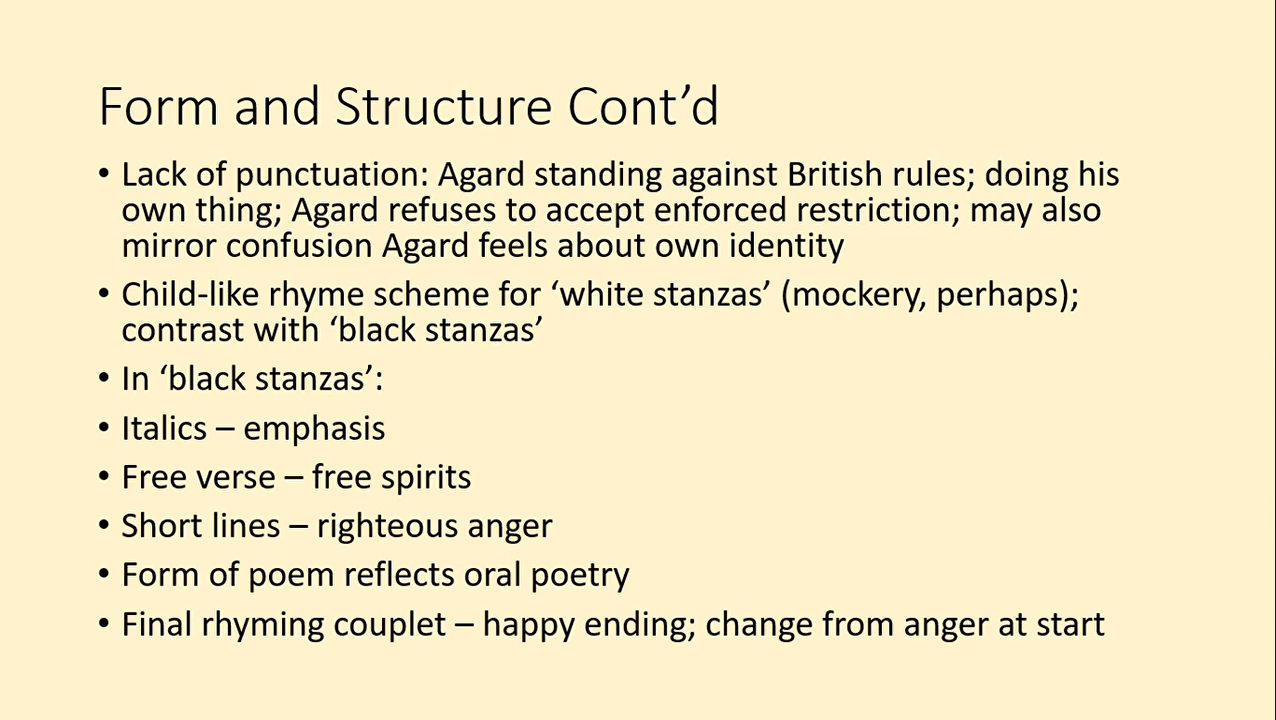 Form and Structure Cont’d
• Lack of punctuation: Agard standing against British rules; doing his
own thing; Agard refuses to accept enforced restriction; may also
mirror confusion Agard feels about own identity
• Child-like rhyme scheme for ‘white stanzas’ (mockery, perhaps);
contrast with ‘black stanzas’
• In ‘black stanzas’:
• Italics – emphasis
• Free verse – free spirits
• Short lines – righteous anger
• Form of poem reflects oral poetry
• Final rhyming couplet – happy ending; change from anger at start